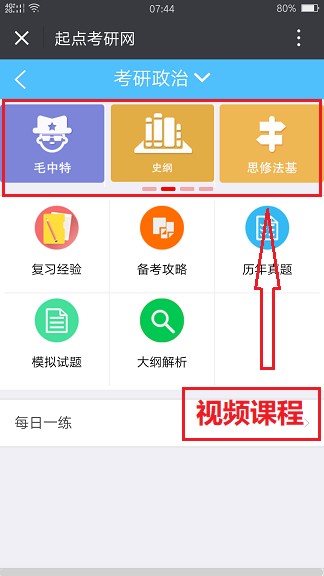 07:44
80%
起点考研网
考研政治
毛中特
史纲
思修法基
复习经验
备考攻略
历年真题
模拟试题
大纲解析
每日一练
视频课程